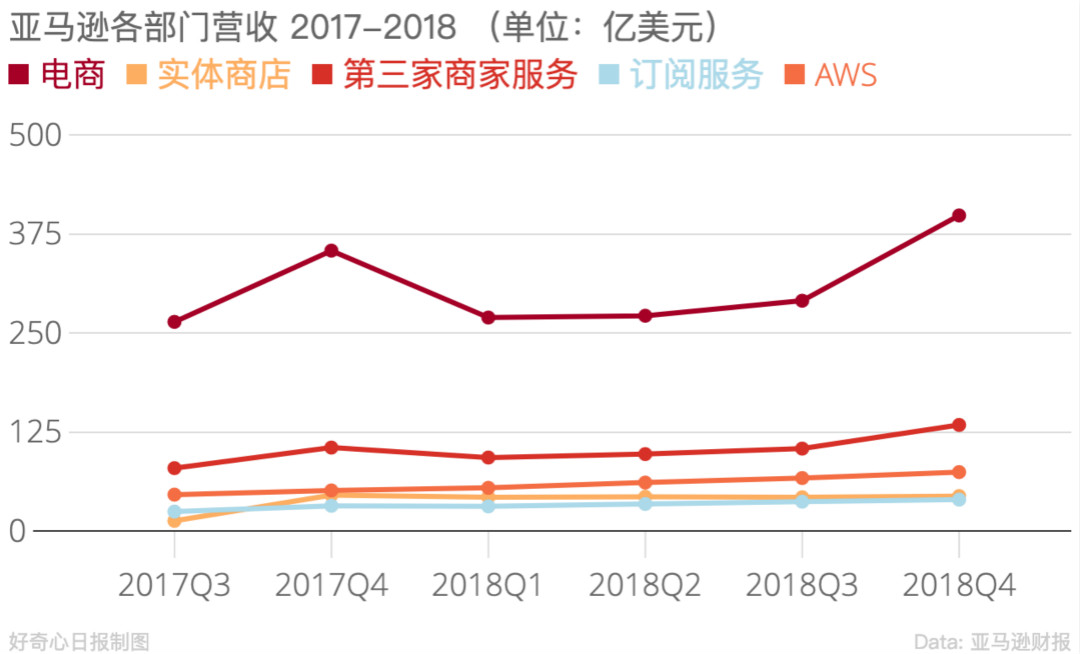 亚马逊各部门营收 2017-2018 （单位：亿美元）
电商 实体商店 第三家商家服务 订阅服务 AWS
500
375
250
125
0
2017Q3 2017Q4 2018Q1 2018Q2 2018Q3 2018Q4
好奇心日报制图 Data: 亚马逊财报